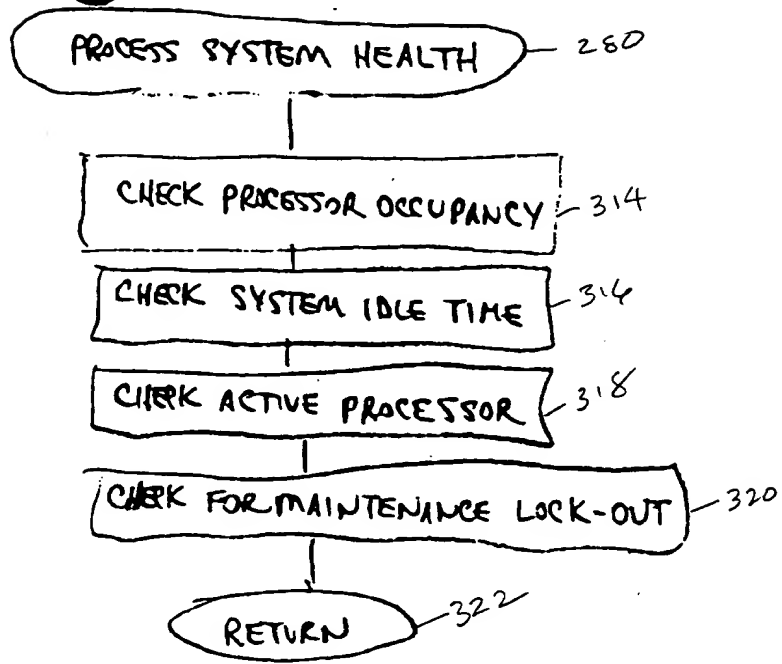 PROCESS SYSTEM HEALTH 280
CHECK PROCESSOR OCCUPANCY 314
CHECK SYSTEM IDLE TIME 316
CHECK ACTIVE PROCESSOR 318
CHECK FOR MAINTENANCE LOCK-OUT 320
RETURN 322